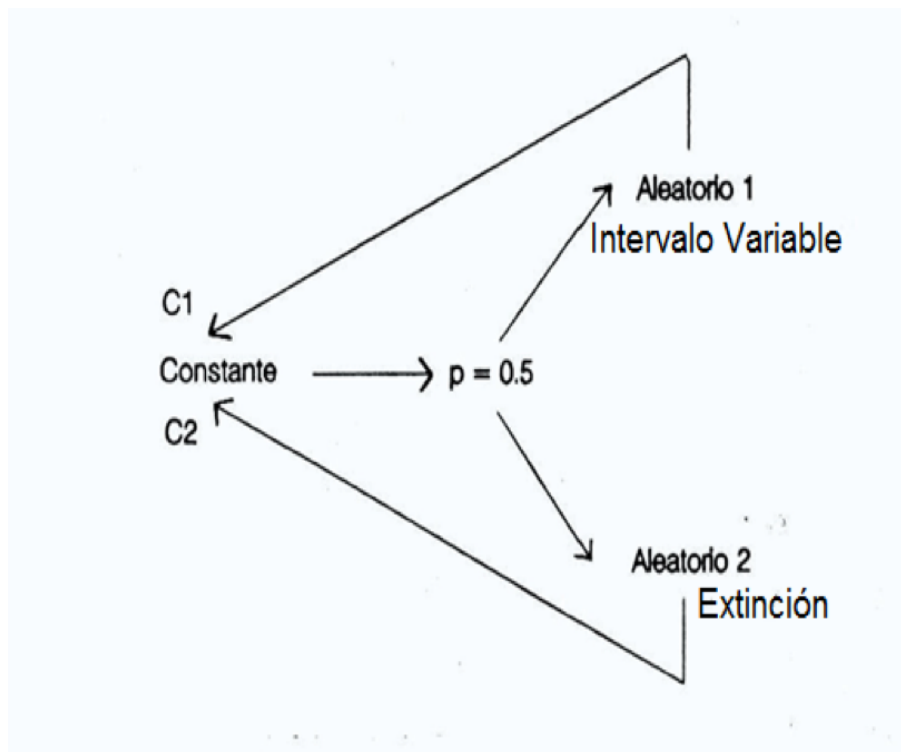 Aleatorio 1
Intervalo Variable
C1
Constante
p = 0.5
C2
Aleatorio 2
Extinción